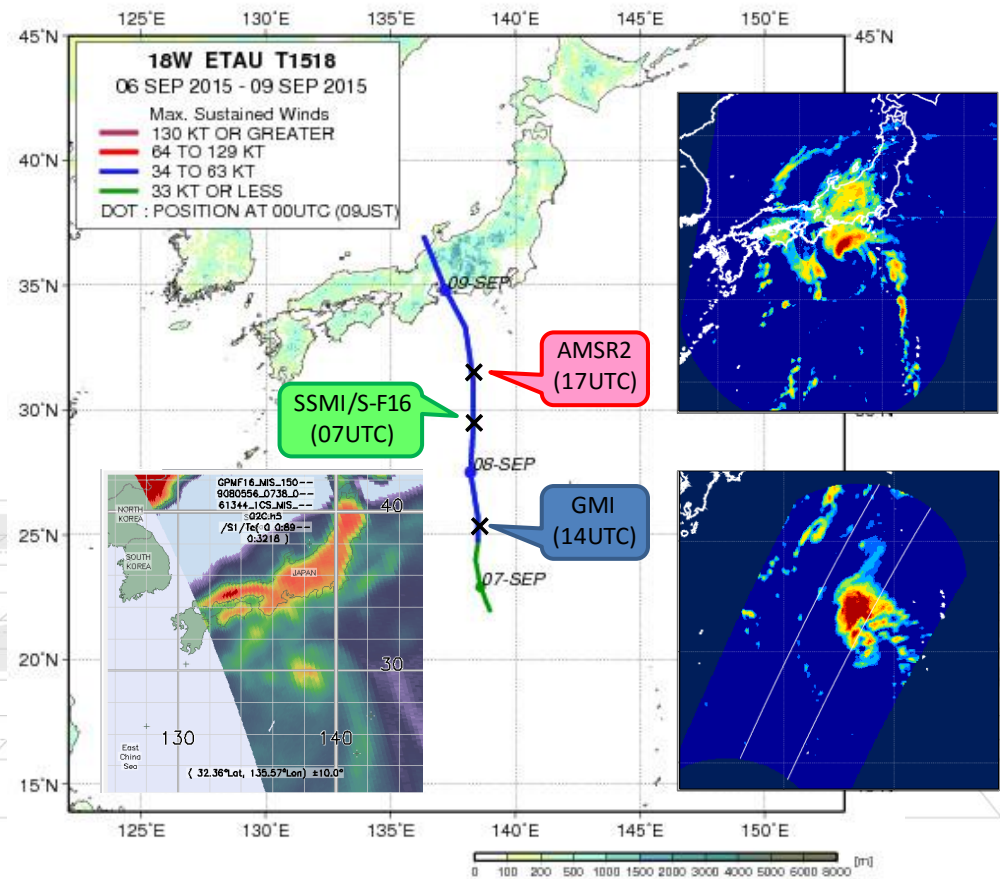 125°E 130°E 135°E 140°E 145°E 150°E
45°N 45°N
18W ETAU T1518
06 SEP 2015 - 09 SEP 2015
Max. Sustained Winds
130 KT OR GREATER
64 TO 129 KT
34 TO 63 KT
33 KT OR LESS
DOT : POSITION AT 00UTC (09JST)
40°N
35°N
09-SEP
AMSR2
(17UTC)
SSMI/S-F16
(07UTC)
30°N
08-SEP
GMI
(14UTC)
25°N
07-SEP
20°N
15°N
GPMF16_MIS_150--
NORTH
KOREA
SOUTH
KOREA
JAPAN
40
30
130 140
East
China
Sea
( 32.36°Lat, 135.57°Lon) ±10.0°
125°E 130°E 135°E 140°E 145°E 150°E
0 100 200 500 1000 1500 2000 3000 4000 5000 6000 8000 [m]